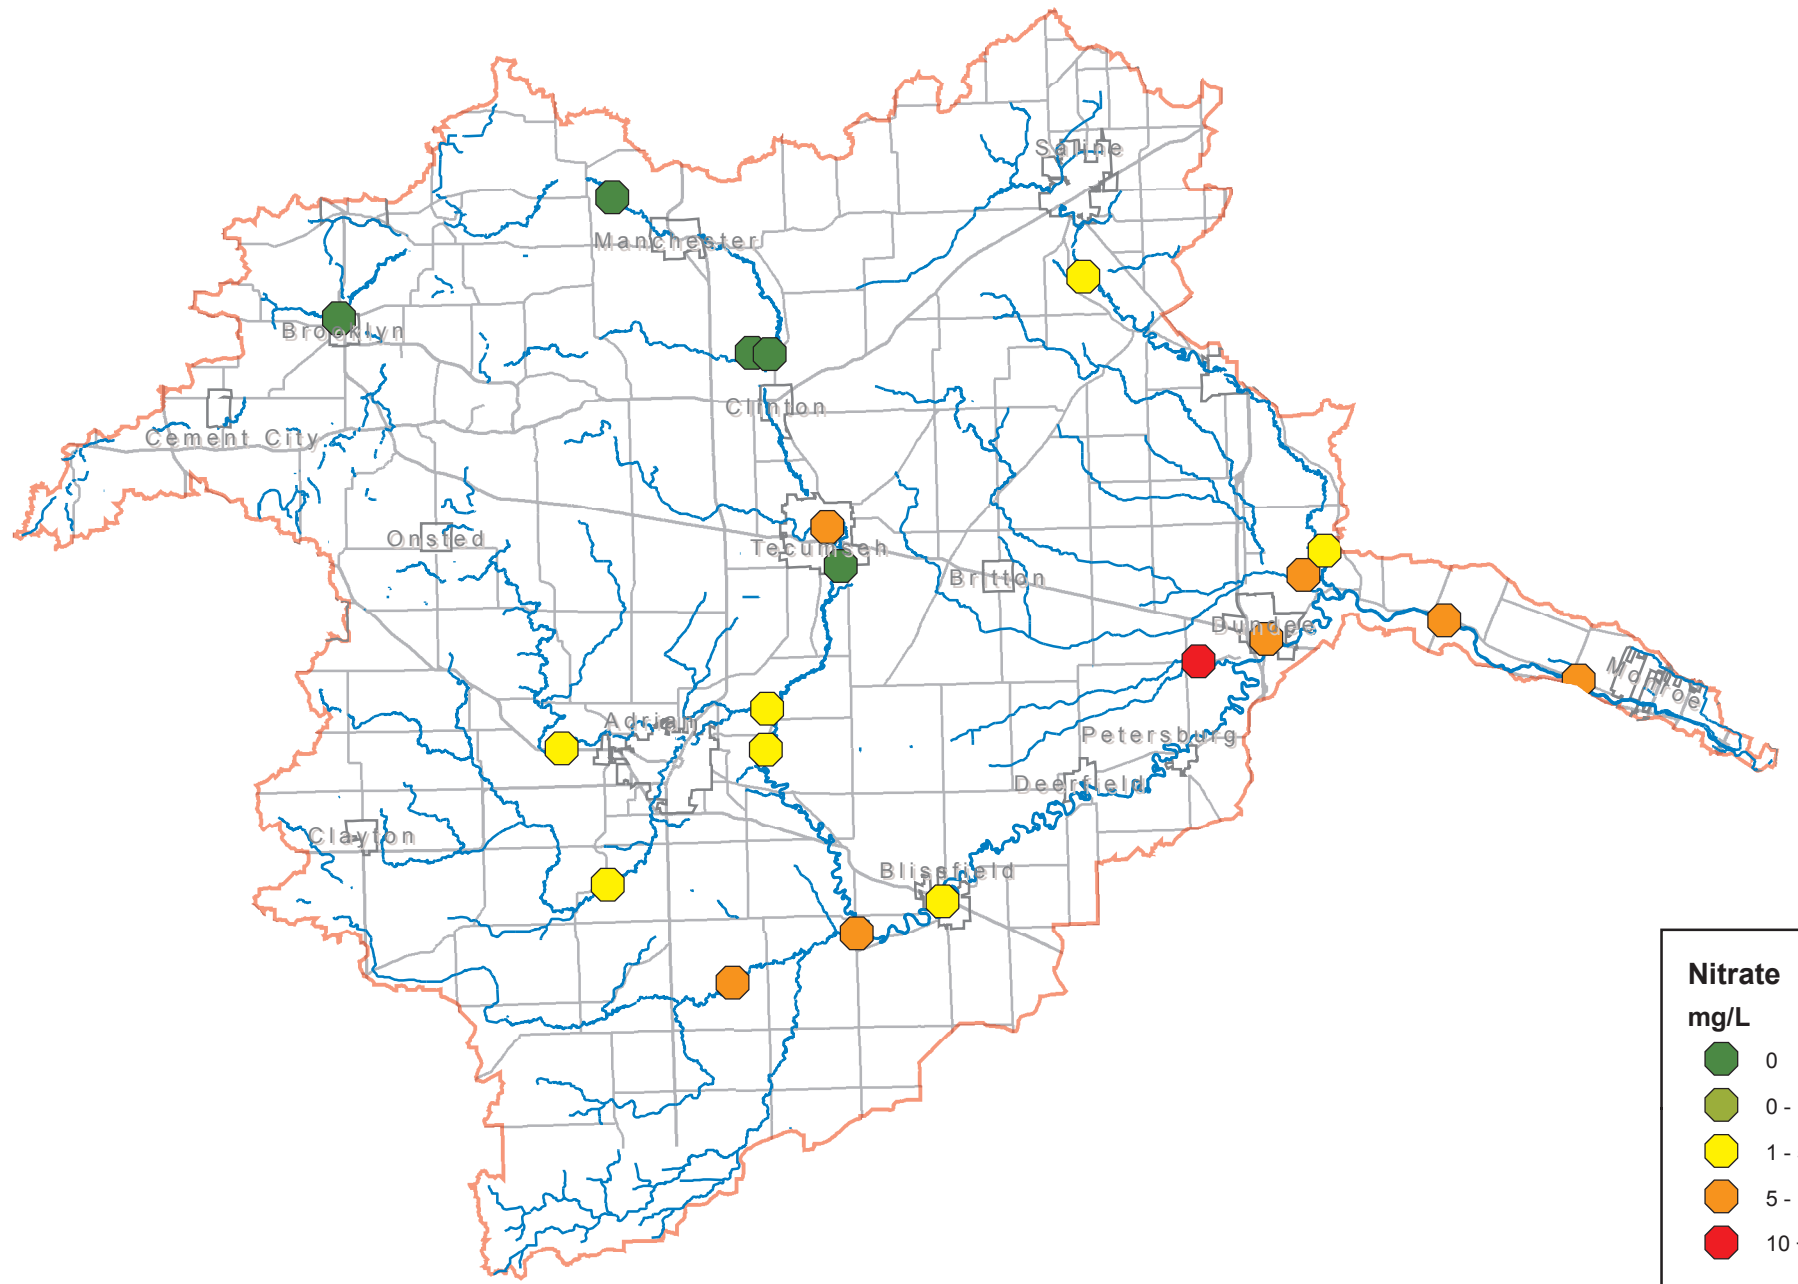 Saline
Manchester
Brooklyn
Clinton
Cement City
Onsted
Tecumseh
Britton
Dundee
Monroe
Adrian
Petersburg
Deerfield
Clayton
Blissfield
Nitrate
mg/L
0
0 -
1 -
5 -
10